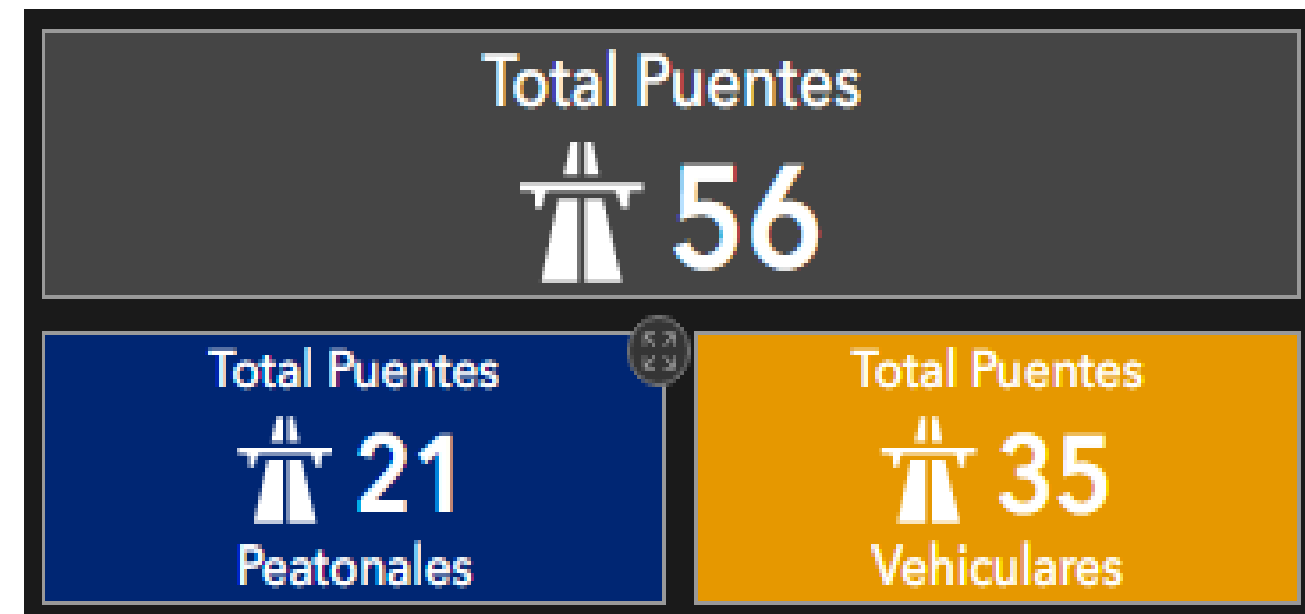 Total Puentes
56
Total Puentes
21
Peatonales
Total Puentes
35
Vehiculares